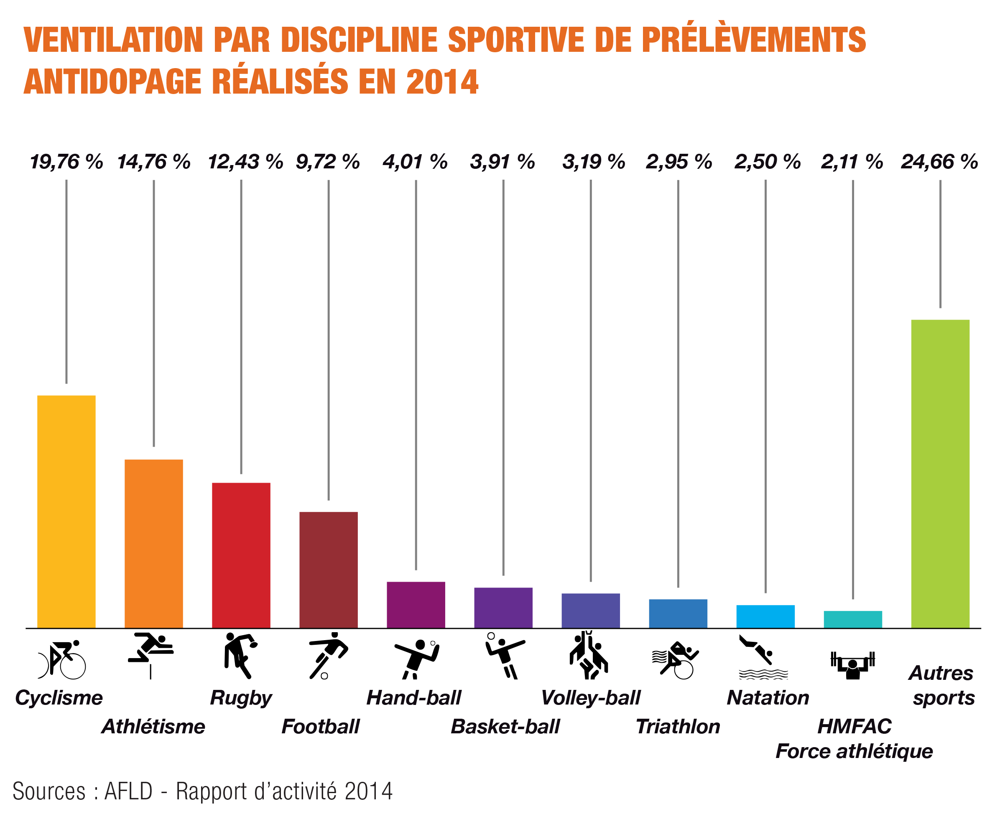 VENTILATION PAR DISCIPLINE SPORTIVE DE PRÉLÈVEMENTS
ANTIDOPAGE RÉALISÉS EN 2014
19,76 % 14,76 % 12,43 % 9,72 % 4,01 % 3,91 % 3,19 % 2,95 % 2,50 % 2,11 % 24,66 %
Autres
Cyclisme Rugby Hand-ball Volley-ball Natation sports
Athlétisme Football Basket-ball Triathlon HMFAC
Force athlétique
Sources : AFLD - Rapport d’activité 2014